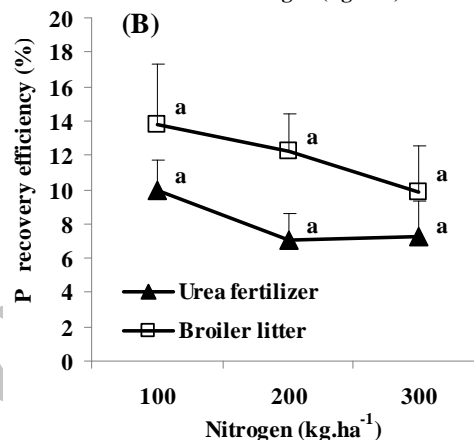 (B)
P recovery efficiency (%)
20
18
16
14
12
10
8
6
4
2
0
a
a
a
a
a
a
Urea fertilizer
Broiler litter
100 200 300
Nitrogen (kg.ha⁻¹)